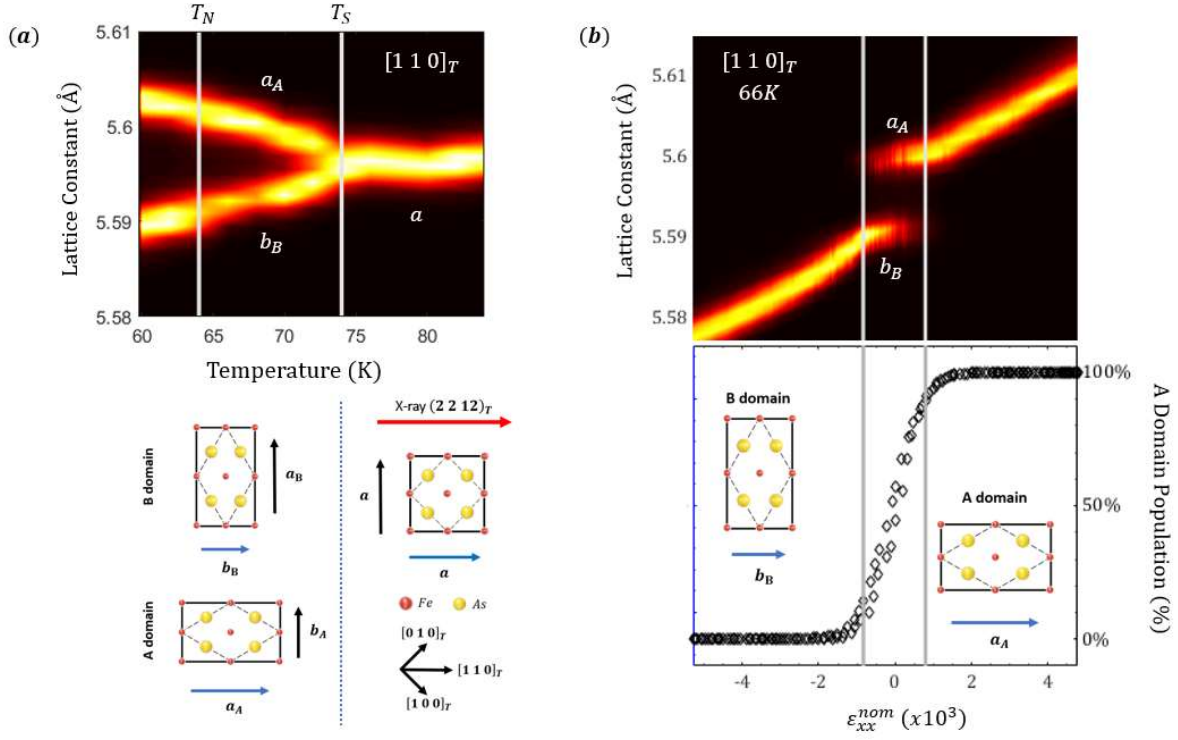 (a)
T_N
T_S
5.61
5.6
5.59
5.58
Lattice Constant (Å)
[1 1 0]_T
a_A
b_B
a
60
65
70
75
80
Temperature (K)
B domain
a_B
b_B
A domain
b_A
a_A
X-ray (2 2 12)_T
a
a
Fe
As
[0 1 0]_T
[1 1 0]_T
[1 0 0]_T
(b)
5.61
5.6
5.59
5.58
Lattice Constant (Å)
[1 1 0]_T
66K
a_A
b_B
B domain
b_B
A domain
a_A
100%
50%
0%
A Domain Population (%)
-4
-2
0
2
4
ε_xx^nom (x10³)